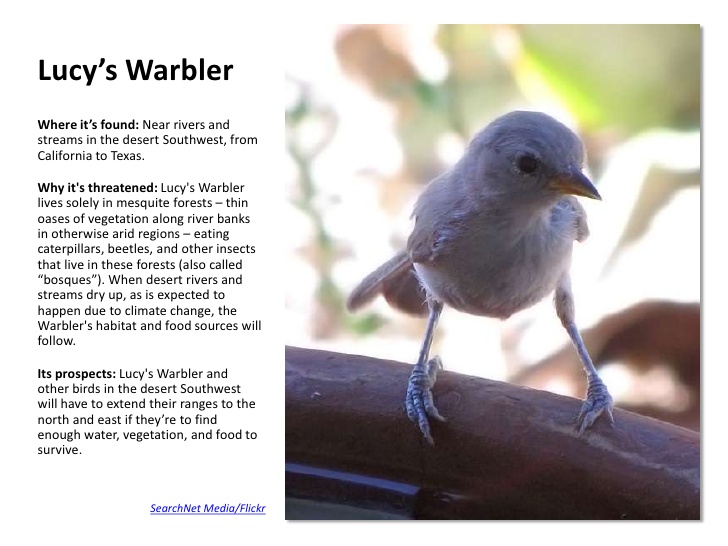 Lucy’s Warbler
Where it’s found: Near rivers and
streams in the desert Southwest, from
California to Texas.
Why it's threatened: Lucy's Warbler
lives solely in mesquite forests – thin
oases of vegetation along river banks
in otherwise arid regions – eating
caterpillars, beetles, and other insects
that live in these forests (also called
“bosques”). When desert rivers and
streams dry up, as is expected to
happen due to climate change, the
Warbler's habitat and food sources will
follow.
Its prospects: Lucy's Warbler and
other birds in the desert Southwest
will have to extend their ranges to the
north and east if they’re to find
enough water, vegetation, and food to
survive.
SearchNet Media/Flickr